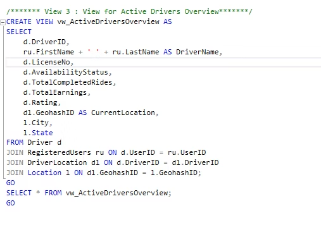 /******* View 3 : View for Active Drivers Overview*******/
CREATE VIEW vw_ActiveDriversOverview AS
SELECT
d.DriverID,
ru.FirstName + ' ' + ru.LastName AS DriverName,
d.LicenseNo,
d.AvailabilityStatus,
d.TotalCompletedRides,
d.TotalEarnings,
d.Rating,
dl.GeohashID AS CurrentLocation,
l.City,
l.State
FROM Driver d
JOIN RegisteredUsers ru ON d.UserID = ru.UserID
JOIN DriverLocation dl ON d.DriverID = dl.DriverID
JOIN Location l ON dl.GeohashID = l.GeohashID;
GO
SELECT * FROM vw_ActiveDriversOverview;
GO